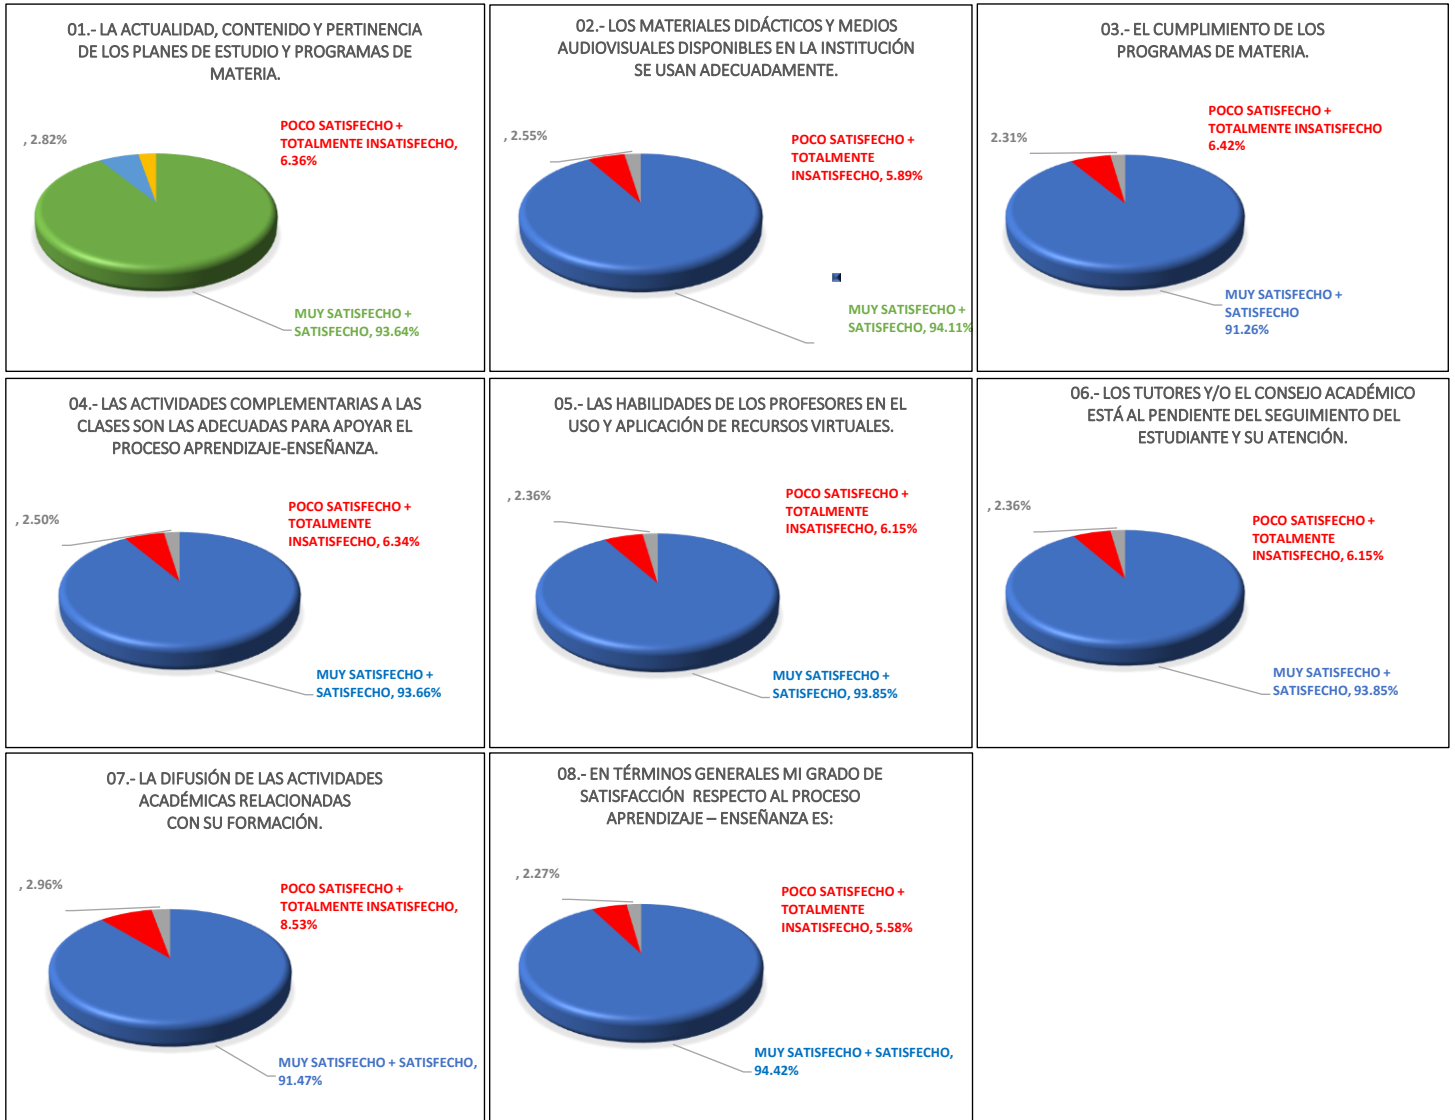 01.- LA ACTUALIDAD, CONTENIDO Y PERTINENCIA
DE LOS PLANES DE ESTUDIO Y PROGRAMAS DE
MATERIA.
, 2.82%
POCO SATISFECHO +
TOTALMENTE INSATISFECHO,
6.36%
MUY SATISFECHO +
SATISFECHO, 93.64%
02.- LOS MATERIALES DIDÁCTICOS Y MEDIOS
AUDIOVISUALES DISPONIBLES EN LA INSTITUCIÓN
SE USAN ADECUADAMENTE.
, 2.55%
POCO SATISFECHO +
TOTALMENTE
INSATISFECHO, 5.89%
MUY SATISFECHO +
SATISFECHO, 94.11%
03.- EL CUMPLIMIENTO DE LOS
PROGRAMAS DE MATERIA.
2.31%
POCO SATISFECHO +
TOTALMENTE INSATISFECHO
6.42%
MUY SATISFECHO +
SATISFECHO
91.26%
04.- LAS ACTIVIDADES COMPLEMENTARIAS A LAS
CLASES SON LAS ADECUADAS PARA APOYAR EL
PROCESO APRENDIZAJE-ENSEÑANZA.
, 2.50%
POCO SATISFECHO +
TOTALMENTE
INSATISFECHO, 6.34%
MUY SATISFECHO +
SATISFECHO, 93.66%
05.- LAS HABILIDADES DE LOS PROFESORES EN EL
USO Y APLICACIÓN DE RECURSOS VIRTUALES.
, 2.36%
POCO SATISFECHO +
TOTALMENTE
INSATISFECHO, 6.15%
MUY SATISFECHO +
SATISFECHO, 93.85%
06.- LOS TUTORES Y/O EL CONSEJO ACADÉMICO
ESTÁ AL PENDIENTE DEL SEGUIMIENTO DEL
ESTUDIANTE Y SU ATENCIÓN.
, 2.36%
POCO SATISFECHO +
TOTALMENTE
INSATISFECHO, 6.15%
MUY SATISFECHO +
SATISFECHO, 93.85%
07.- LA DIFUSIÓN DE LAS ACTIVIDADES
ACADÉMICAS RELACIONADAS
CON SU FORMACIÓN.
, 2.96%
POCO SATISFECHO +
TOTALMENTE INSATISFECHO,
8.53%
MUY SATISFECHO + SATISFECHO,
91.47%
08.- EN TÉRMINOS GENERALES MI GRADO DE
SATISFACCIÓN RESPECTO AL PROCESO
APRENDIZAJE – ENSEÑANZA ES:
, 2.27%
POCO SATISFECHO +
TOTALMENTE
INSATISFECHO, 5.58%
MUY SATISFECHO + SATISFECHO,
94.42%